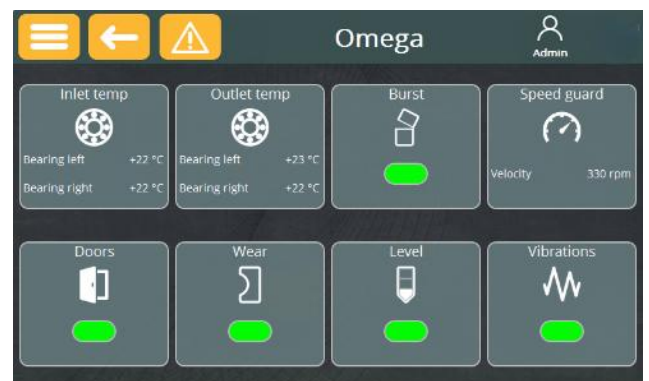 Omega
Admin
Inlet temp
Bearing left +22 °C
Bearing right +22 °C
Outlet temp
Bearing left +23 °C
Bearing right +22 °C
Burst
Speed guard
Velocity 330 rpm
Doors
Wear
Level
Vibrations